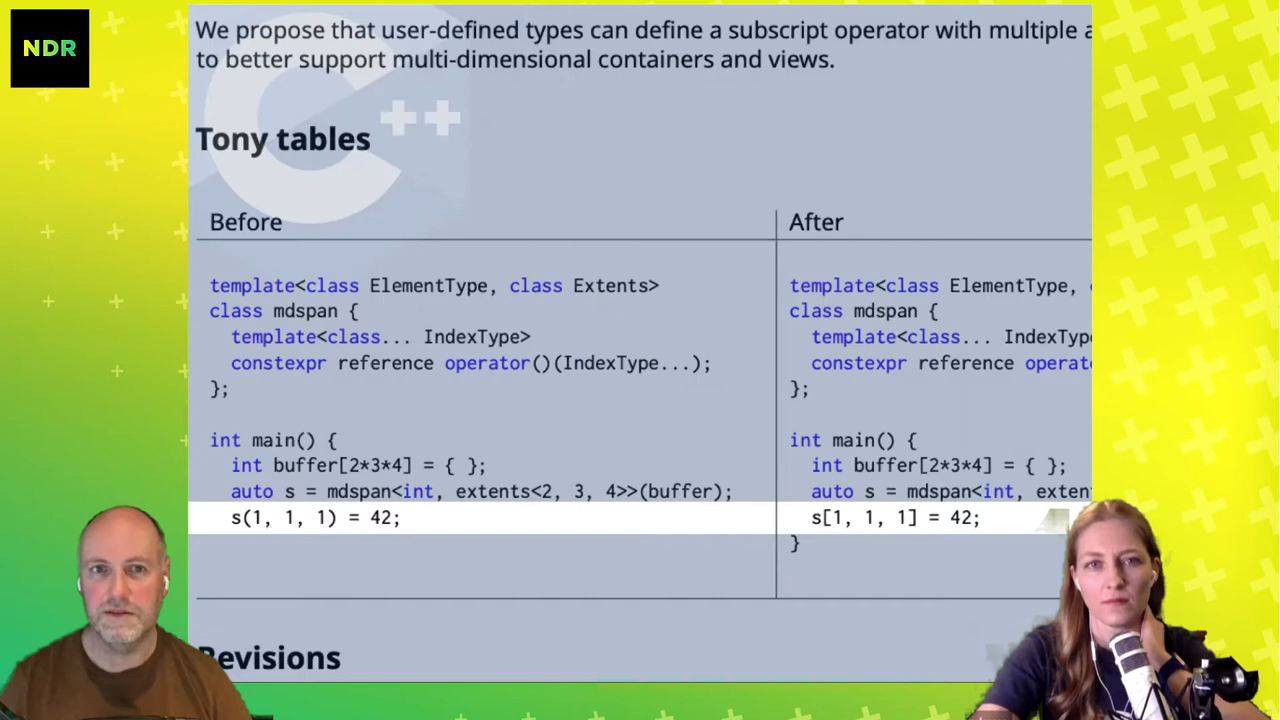 NDR
We propose that user-defined types can define a subscript operator with multiple
to better support multi-dimensional containers and views.
C++
Tony tables
Before
template<class ElementType, class Extents>
class mdspan {
template<class... IndexType>
constexpr reference operator()(IndexType...);
};
int main() {
int buffer[2*3*4] = { };
auto s = mdspan<int, extents<2, 3, 4>>(buffer);
s(1, 1, 1) = 42;
After
template<class ElementType,
class mdspan {
template<class... IndexType
constexpr reference operat
};
int main() {
int buffer[2*3*4] = { };
auto s = mdspan<int, exten
s[1, 1, 1] = 42;
}
Revisions